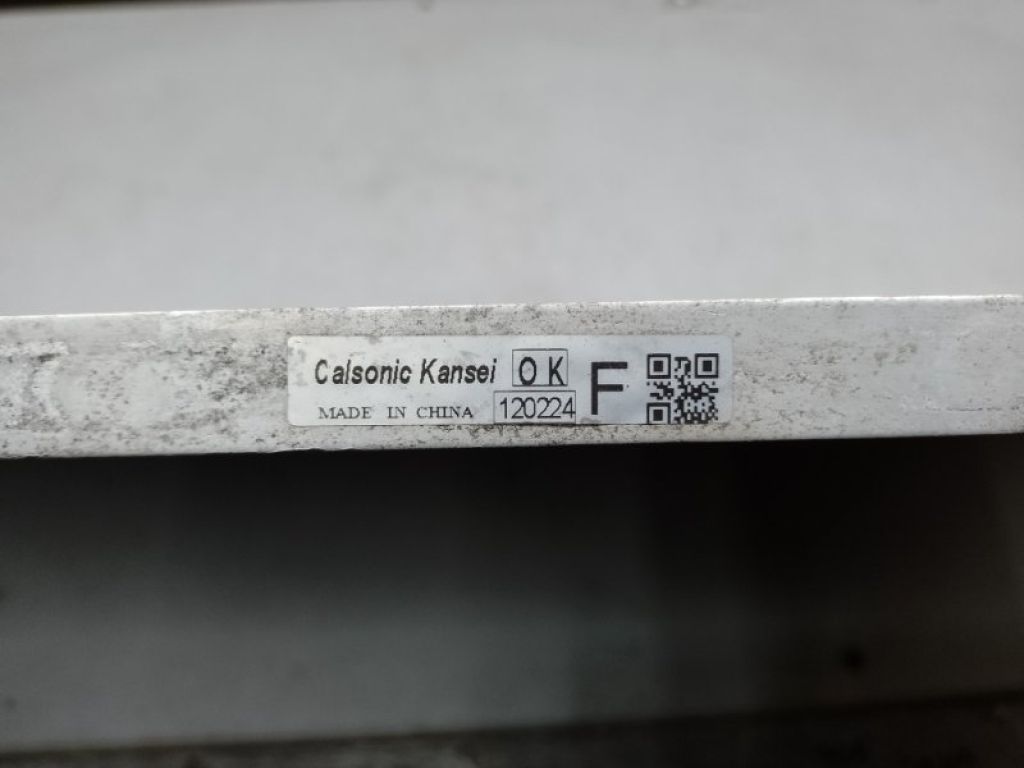 Calsonic Kansei OK F
MADE IN CHINA 120224